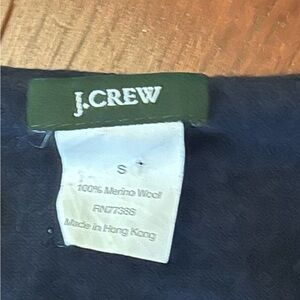 J.CREW
S
100% Merino Wool
RN77388
Made in Hong Kong